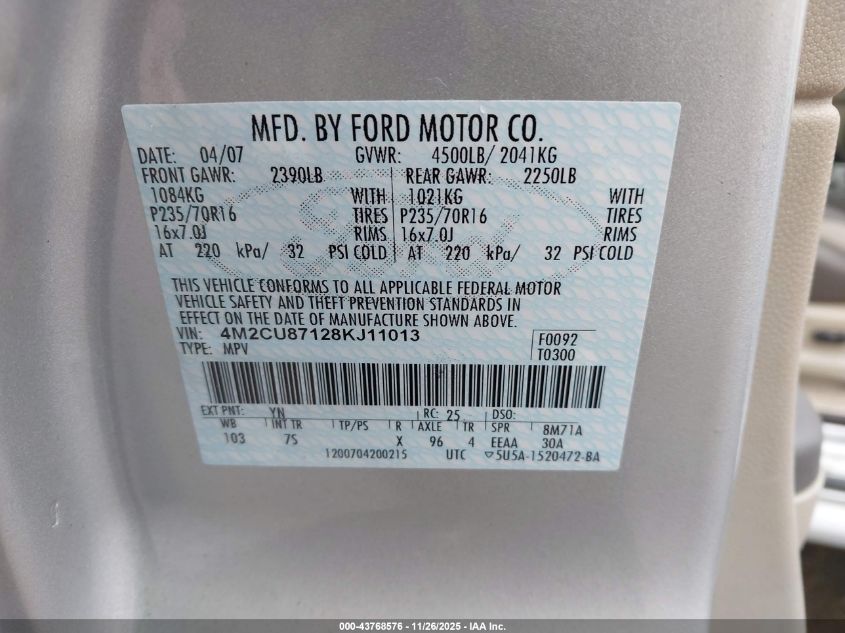 MFD. BY FORD MOTOR CO.
DATE: 04/07 GVWR: 4500LB/ 2041KG
FRONT GAWR: 2390LB REAR GAWR: 2250LB
1084KG WITH 1021KG WITH
P235/70R16 TIRES P235/70R16 TIRES
16x7.0J RIMS 16x7.0J RIMS
AT 220 kPa/ 32 PSI COLD AT 220 kPa/ 32 PSI COLD
THIS VEHICLE CONFORMS TO ALL APPLICABLE FEDERAL MOTOR
VEHICLE SAFETY AND THEFT PREVENTION STANDARDS IN
EFFECT ON THE DATE OF MANUFACTURE SHOWN ABOVE.
VIN: 4M2CU87128KJ11013 F0092
TYPE: MPV T0300
EXT PNT: YN RC: 25 DSO:
WB INT TR TP/PS R AXLE TR SPR 8M71A
103 7S X 96 4 EEAA 30A
1200704200215 UTC ▽5U5A-1520472-BA
000-43768576 - 11/26/2025 - IAA Inc.